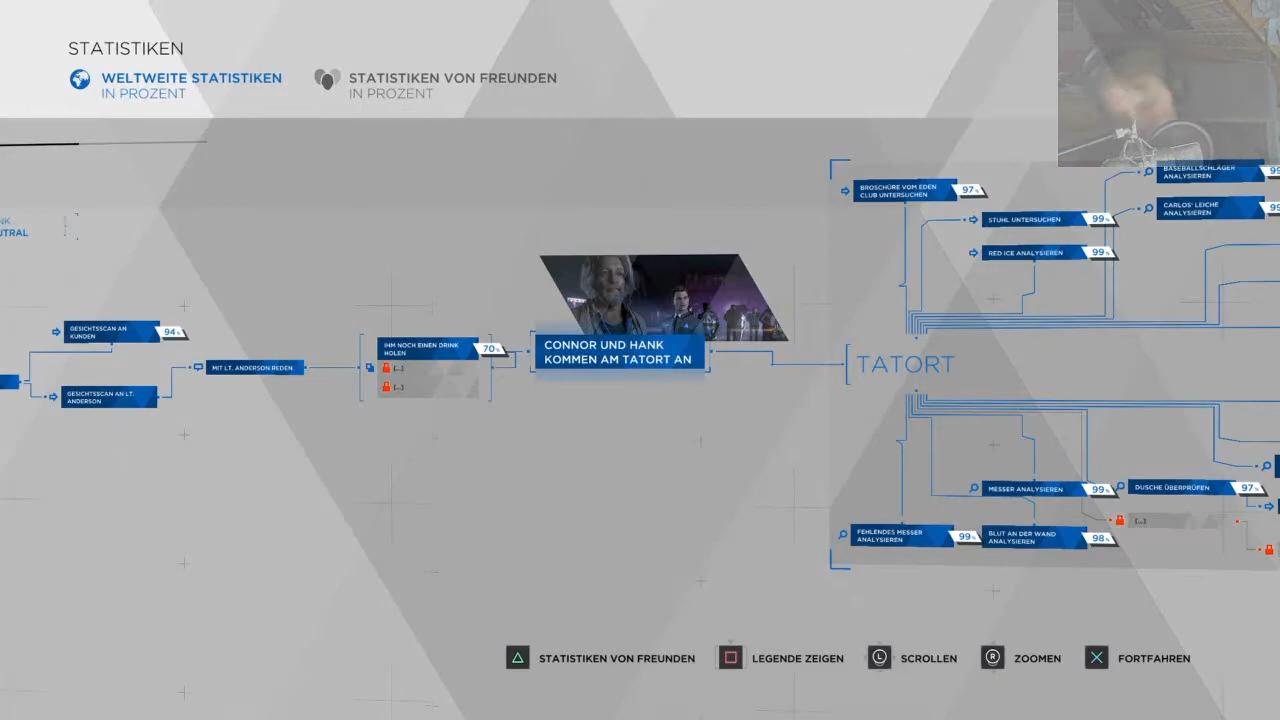 STATISTIKEN
WELTWEITE STATISTIKEN
IN PROZENT
STATISTIKEN VON FREUNDEN
IN PROZENT
UTRAL
GESICHTSSCAN AN
KUNDEN
94%
GESICHTSSCAN AN LT.
ANDERSON
MIT LT. ANDERSON REDEN
IHM NOCH EINEN DRINK
HOLEN
70%
[...]
[...]
CONNOR UND HANK
KOMMEN AM TATORT AN
TATORT
BROSCHÜRE VOM EDEN
CLUB UNTERSUCHEN
97%
STUHL UNTERSUCHEN
99%
RED ICE ANALYSIEREN
99%
BASEBALLSCHLÄGER
ANALYSIEREN
99
CARLOS' LEICHE
ANALYSIEREN
99
MESSER ANALYSIEREN
99%
DUSCHE ÜBERPRÜFEN
97%
[...]
FEHLENDES MESSER
ANALYSIEREN
99%
BLUT AN DER WAND
ANALYSIEREN
98%
STATISTIKEN VON FREUNDEN
LEGENDE ZEIGEN
L
SCROLLEN
R
ZOOMEN
FORTFAHREN